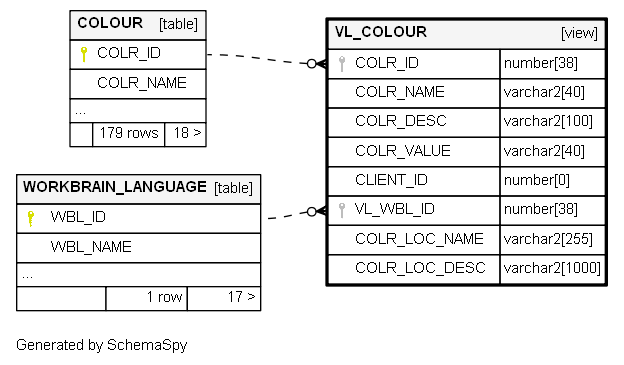 COLOUR [table]
COLR_ID
COLR_NAME
...
179 rows 18 >
WORKBRAIN_LANGUAGE [table]
WBL_ID
WBL_NAME
...
1 row 17 >
VL_COLOUR [view]
COLR_ID number[38]
COLR_NAME varchar2[40]
COLR_DESC varchar2[100]
COLR_VALUE varchar2[40]
CLIENT_ID number[0]
VL_WBL_ID number[38]
COLR_LOC_NAME varchar2[255]
COLR_LOC_DESC varchar2[1000]
Generated by SchemaSpy